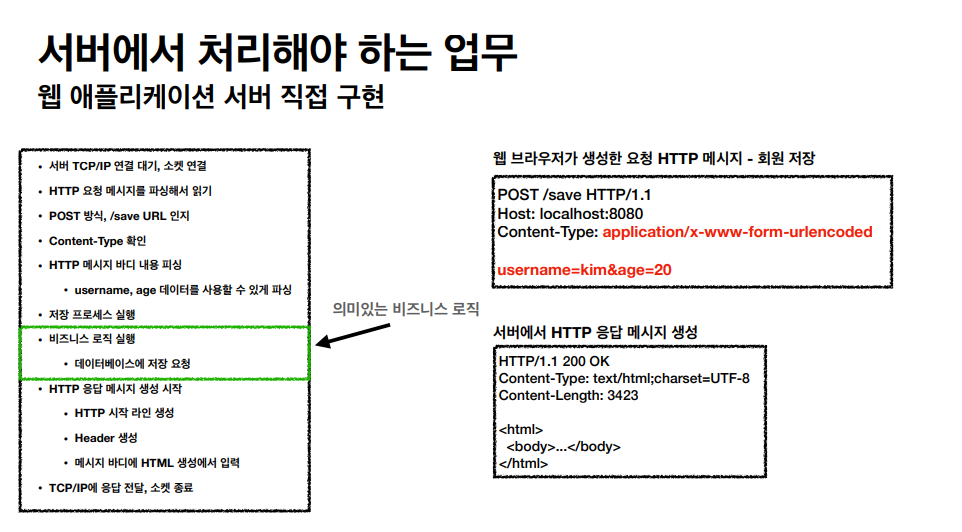 서버에서 처리해야 하는 업무
웹 애플리케이션 서버 직접 구현
• 서버 TCP/IP 연결 대기, 소켓 연결
• HTTP 요청 메시지를 파싱해서 읽기
• POST 방식, /save URL 인지
• Content-Type 확인
• HTTP 메시지 바디 내용 피싱
• username, age 데이터를 사용할 수 있게 파싱
• 저장 프로세스 실행
• 비즈니스 로직 실행
• 데이터베이스에 저장 요청
• HTTP 응답 메시지 생성 시작
• HTTP 시작 라인 생성
• Header 생성
• 메시지 바디에 HTML 생성에서 입력
• TCP/IP에 응답 전달, 소켓 종료
의미있는 비즈니스 로직
웹 브라우저가 생성한 요청 HTTP 메시지 - 회원 저장
POST /save HTTP/1.1
Host: localhost:8080
Content-Type: application/x-www-form-urlencoded
username=kim&age=20
서버에서 HTTP 응답 메시지 생성
HTTP/1.1 200 OK
Content-Type: text/html;charset=UTF-8
Content-Length: 3423
<html>
<body>...</body>
</html>